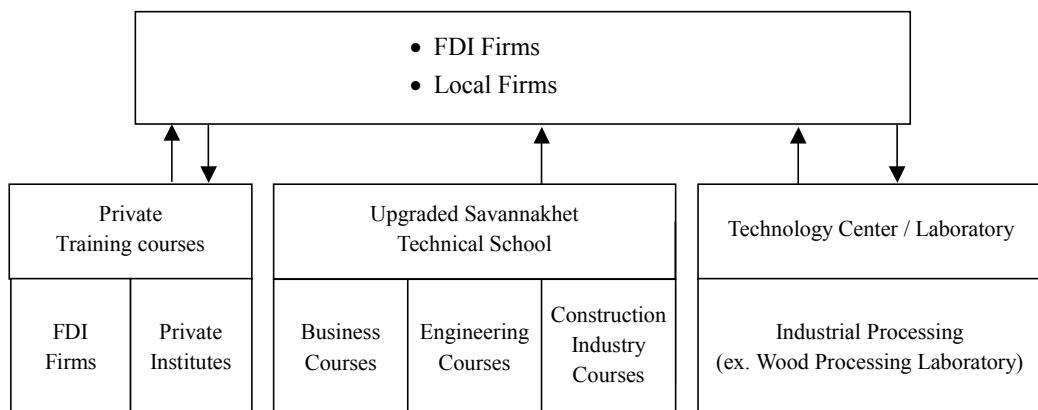 • FDI Firms
• Local Firms
Private
Training courses
Upgraded Savannakhet
Technical School
Technology Center / Laboratory
FDI
Firms
Private
Institutes
Business
Courses
Engineering
Courses
Construction
Industry
Courses
Industrial Processing
(ex. Wood Processing Laboratory)